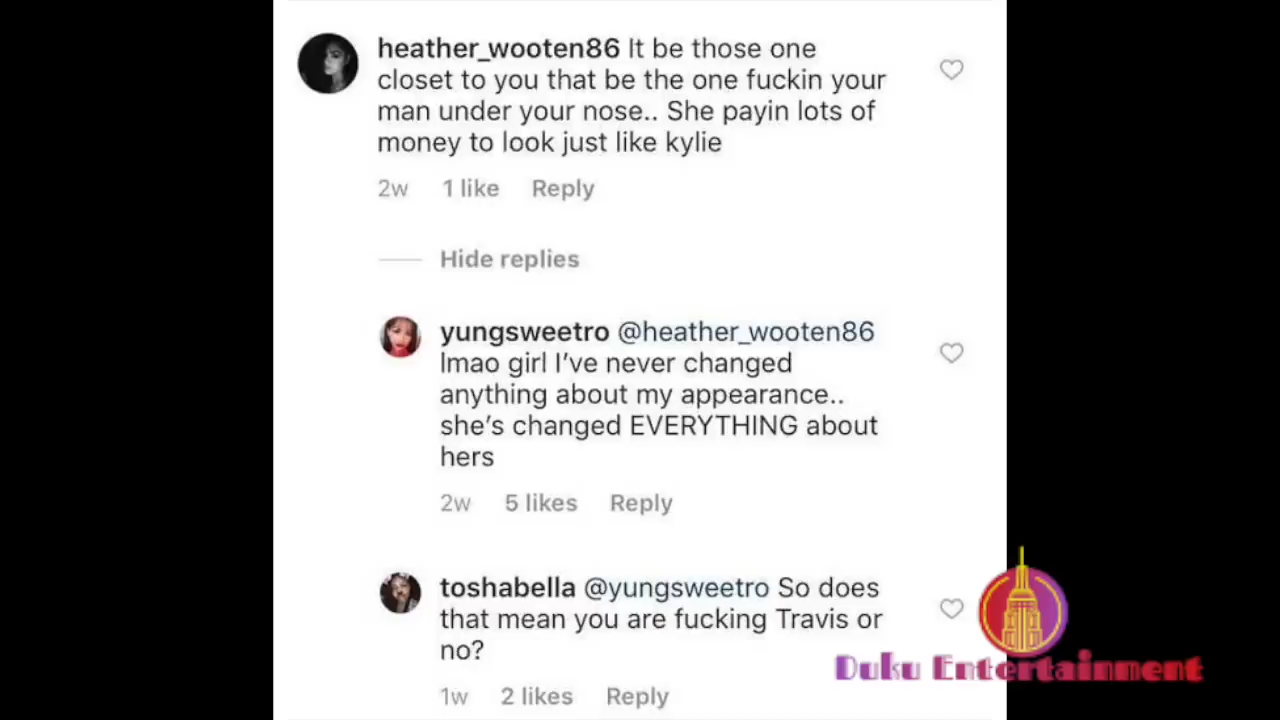 heather_wooten86 It be those one
closet to you that be the one fuckin your
man under your nose.. She payin lots of
money to look just like kylie
2w 1 like Reply
Hide replies
yungsweetro @heather_wooten86
lmao girl I've never changed
anything about my appearance..
she's changed EVERYTHING about
hers
2w 5 likes Reply
toshabella @yungsweetro So does
that mean you are fucking Travis or
no?
1w 2 likes Reply
Duku Entertainment